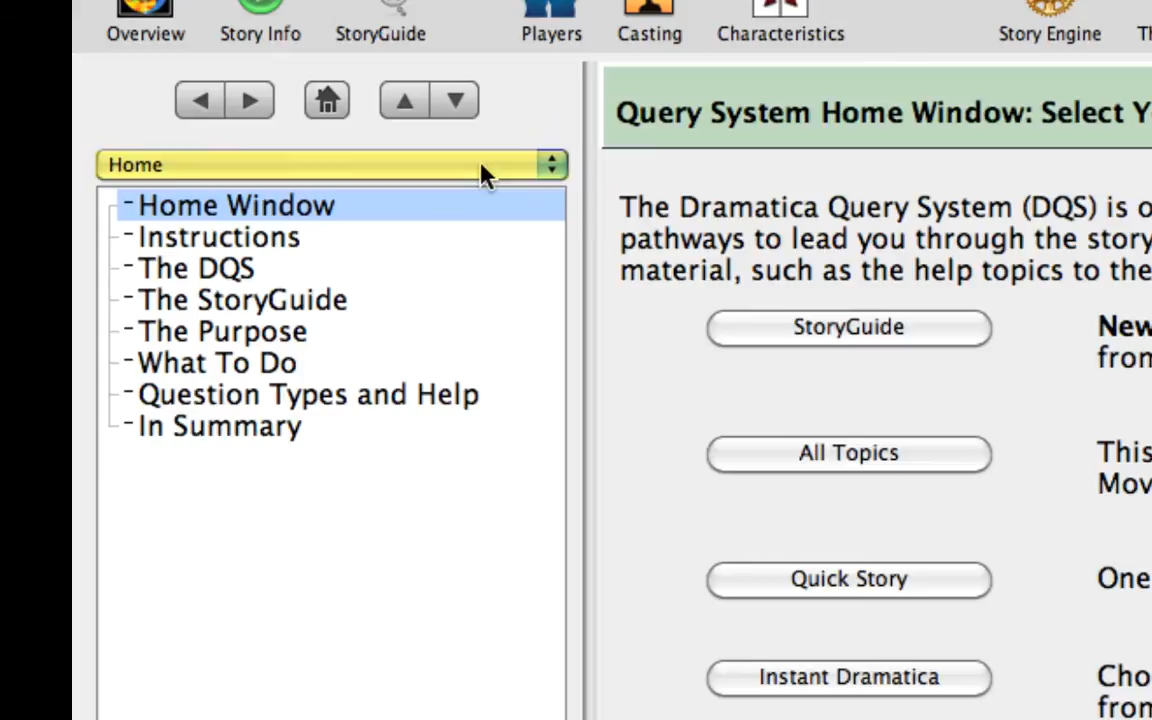 Overview Story Info StoryGuide Players Casting Characteristics Story Engine
Home
Home Window
Instructions
The DQS
The StoryGuide
The Purpose
What To Do
Question Types and Help
In Summary
Query System Home Window: Select
The Dramatica Query System (DQS) is
pathways to lead you through the story
material, such as the help topics to the
StoryGuide
New
from
All Topics
This
Quick Story
One
Instant Dramatica
from